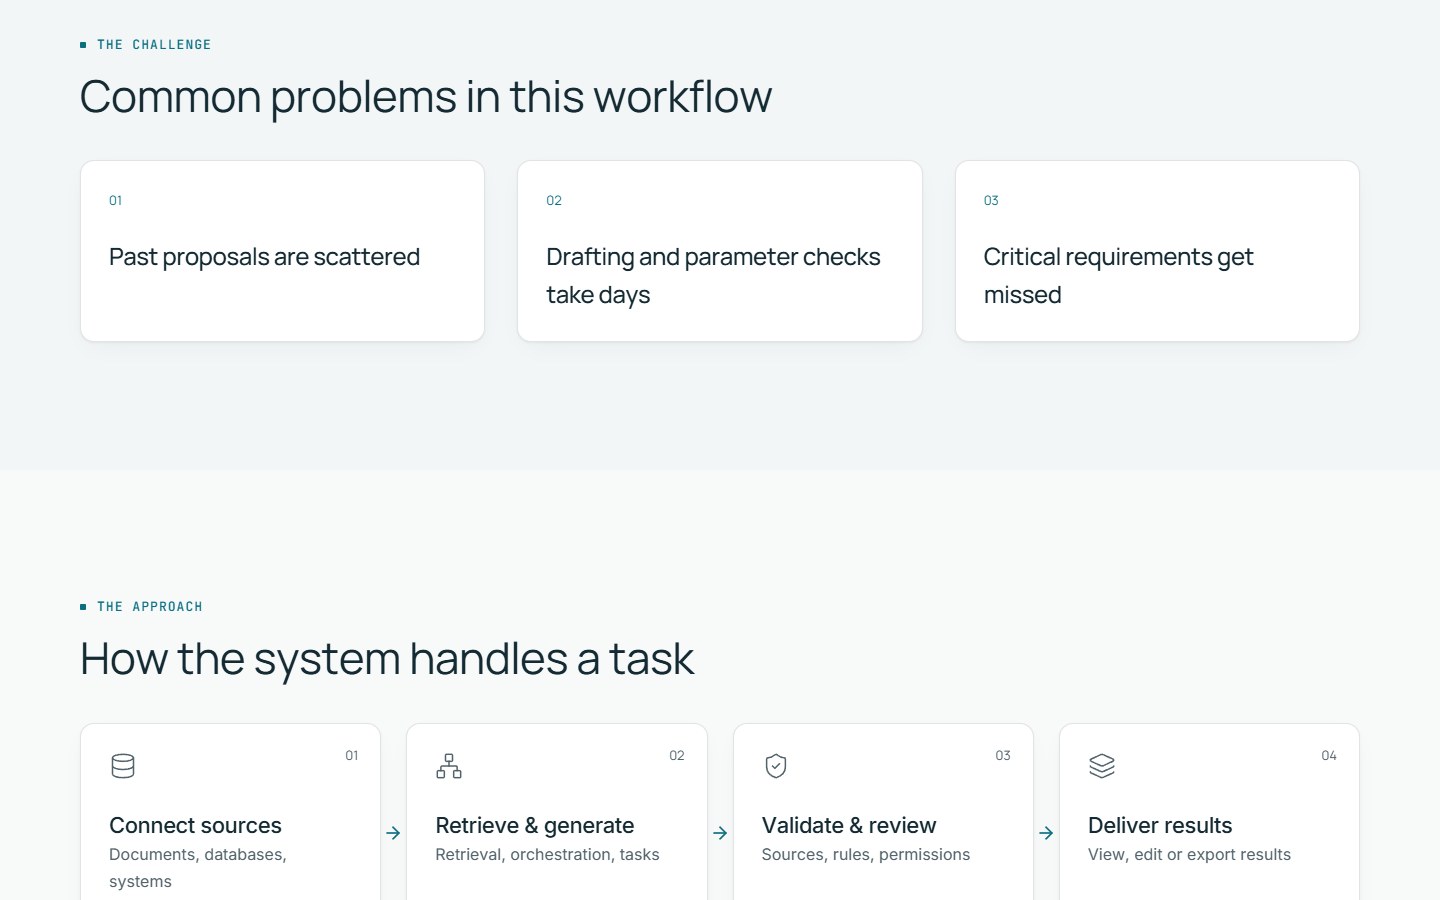 THE CHALLENGE
Common problems in this workflow
01
Past proposals are scattered
02
Drafting and parameter checks
take days
03
Critical requirements get
missed
THE APPROACH
How the system handles a task
01
Connect sources
Documents, databases,
systems
02
Retrieve & generate
Retrieval, orchestration, tasks
03
Validate & review
Sources, rules, permissions
04
Deliver results
View, edit or export results